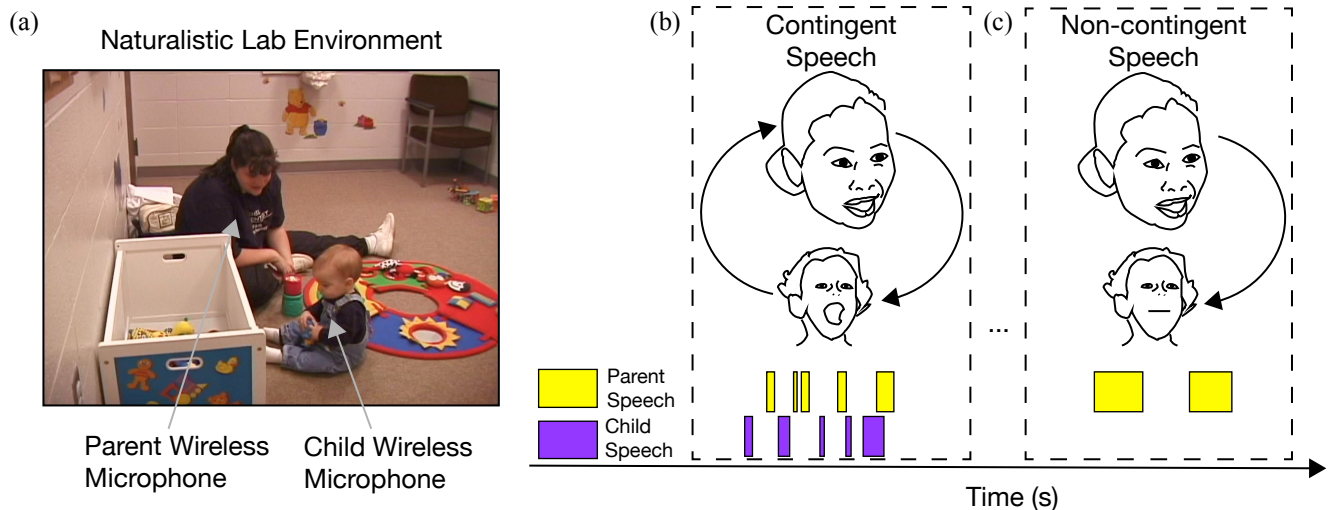 (a)
Naturalistic Lab Environment
Parent Wireless
Microphone
Child Wireless
Microphone
(b)
Contingent
Speech
(c)
Non-contingent
Speech
...
Parent
Speech
Child
Speech
Time (s)